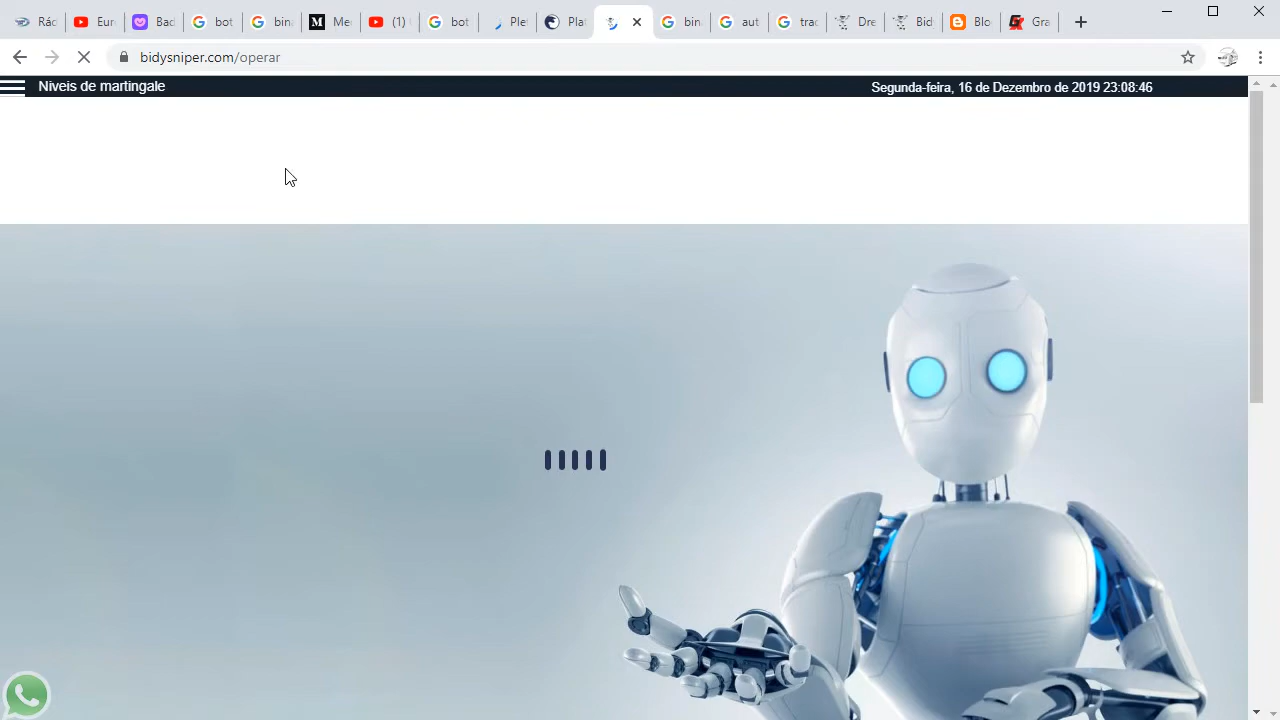 Rác
Eur
Bac
bot
bin
Me
(1)
bot
Ple
Pla
bin
aut
trac
Dre
Bid
Blo
Gra
bidysniper.com/operar
Niveis de martingale
Segunda-feira, 16 de Dezembro de 2019 23:08:46